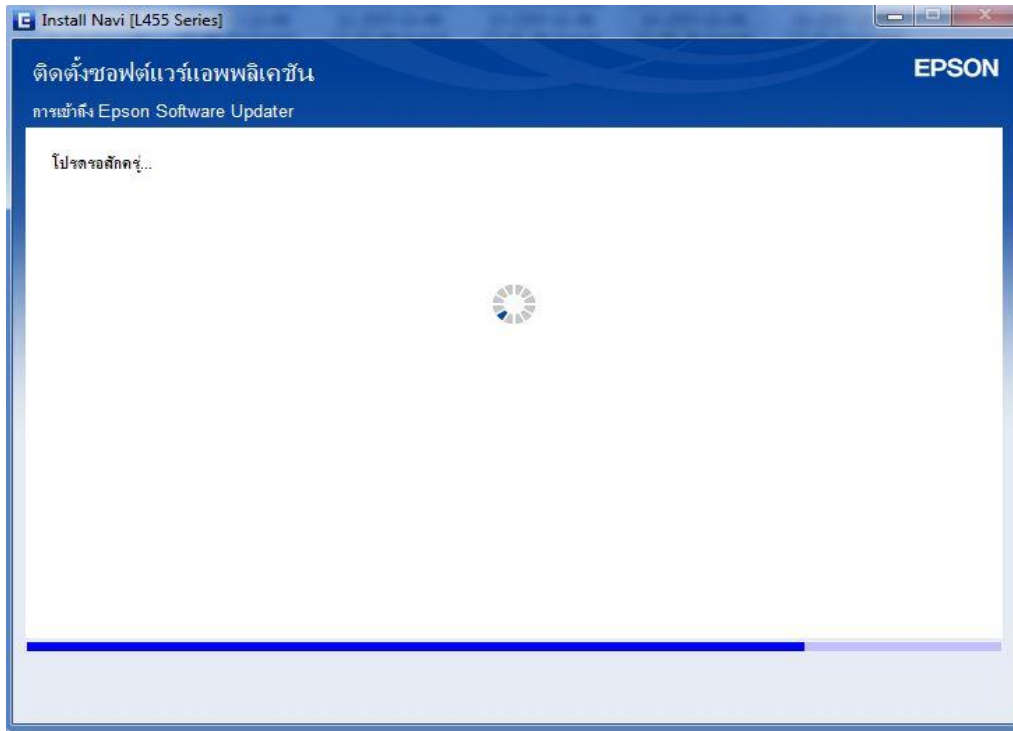 Install Navi [L455 Series]
ติดตั้งซอฟต์แวร์แอพพลิเคชัน
EPSON
การเข้าถึง Epson Software Updater
โปรดรอสักครู่...